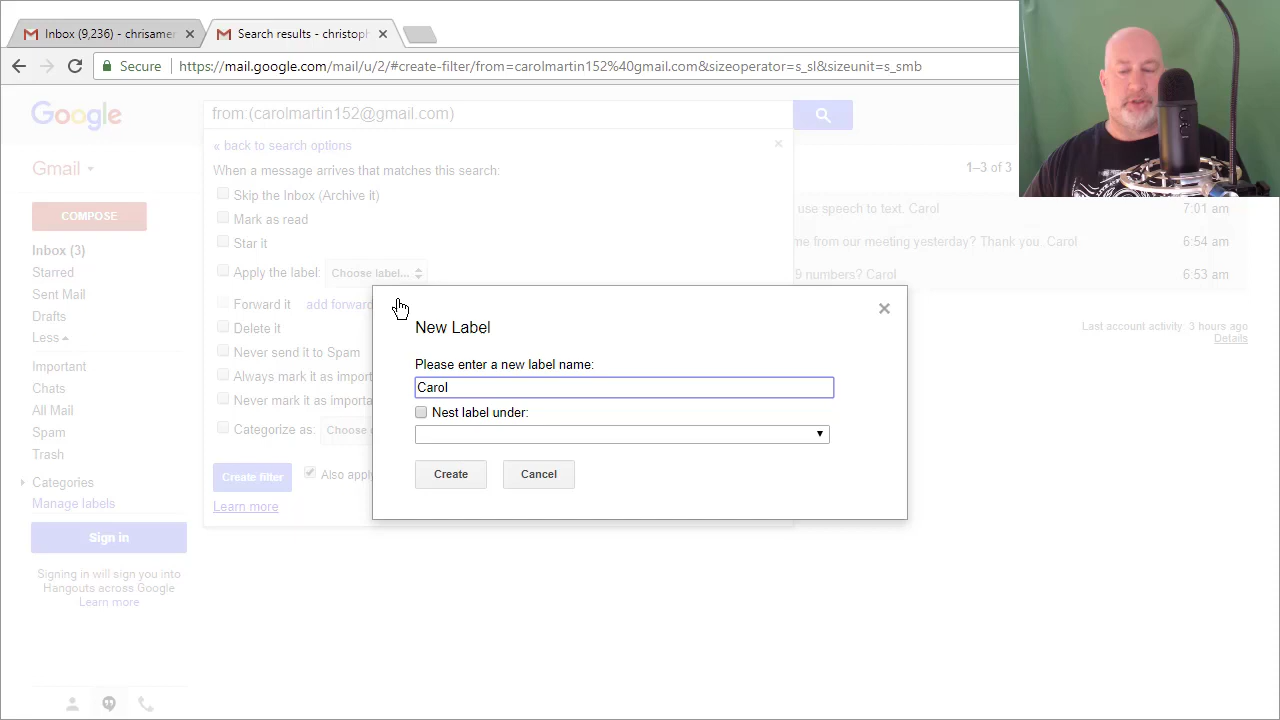 Inbox (9,236) - chrisamer
Search results - christoph
Secure
https://mail.google.com/mail/u/2/#create-filter/from=carolmartin152%40gmail.com&sizeoperator=s_sl&sizeunit=s_smb
Google
from:(carolmartin152@gmail.com)
« back to search options
When a message arrives that matches this search:
Gmail
1–3 of 3
Skip the Inbox (Archive it)
COMPOSE
Mark as read
use speech to text. Carol
7:01 am
Star it
me from our meeting yesterday? Thank you. Carol
6:54 am
Inbox (3)
Starred
Apply the label:
Choose label...
9 numbers? Carol
6:53 am
Sent Mail
Forward it
add forward
Drafts
Delete it
New Label
Last account activity: 3 hours ago
Details
Less
Never send it to Spam
Please enter a new label name:
Important
Always mark it as import
Carol
Chats
Never mark it as importa
Nest label under:
All Mail
Categorize as:
Choose
Spam
Trash
Create filter
Also apply
Create
Cancel
Categories
Manage labels
Learn more
Sign in
Signing in will sign you into
Hangouts across Google
Learn more